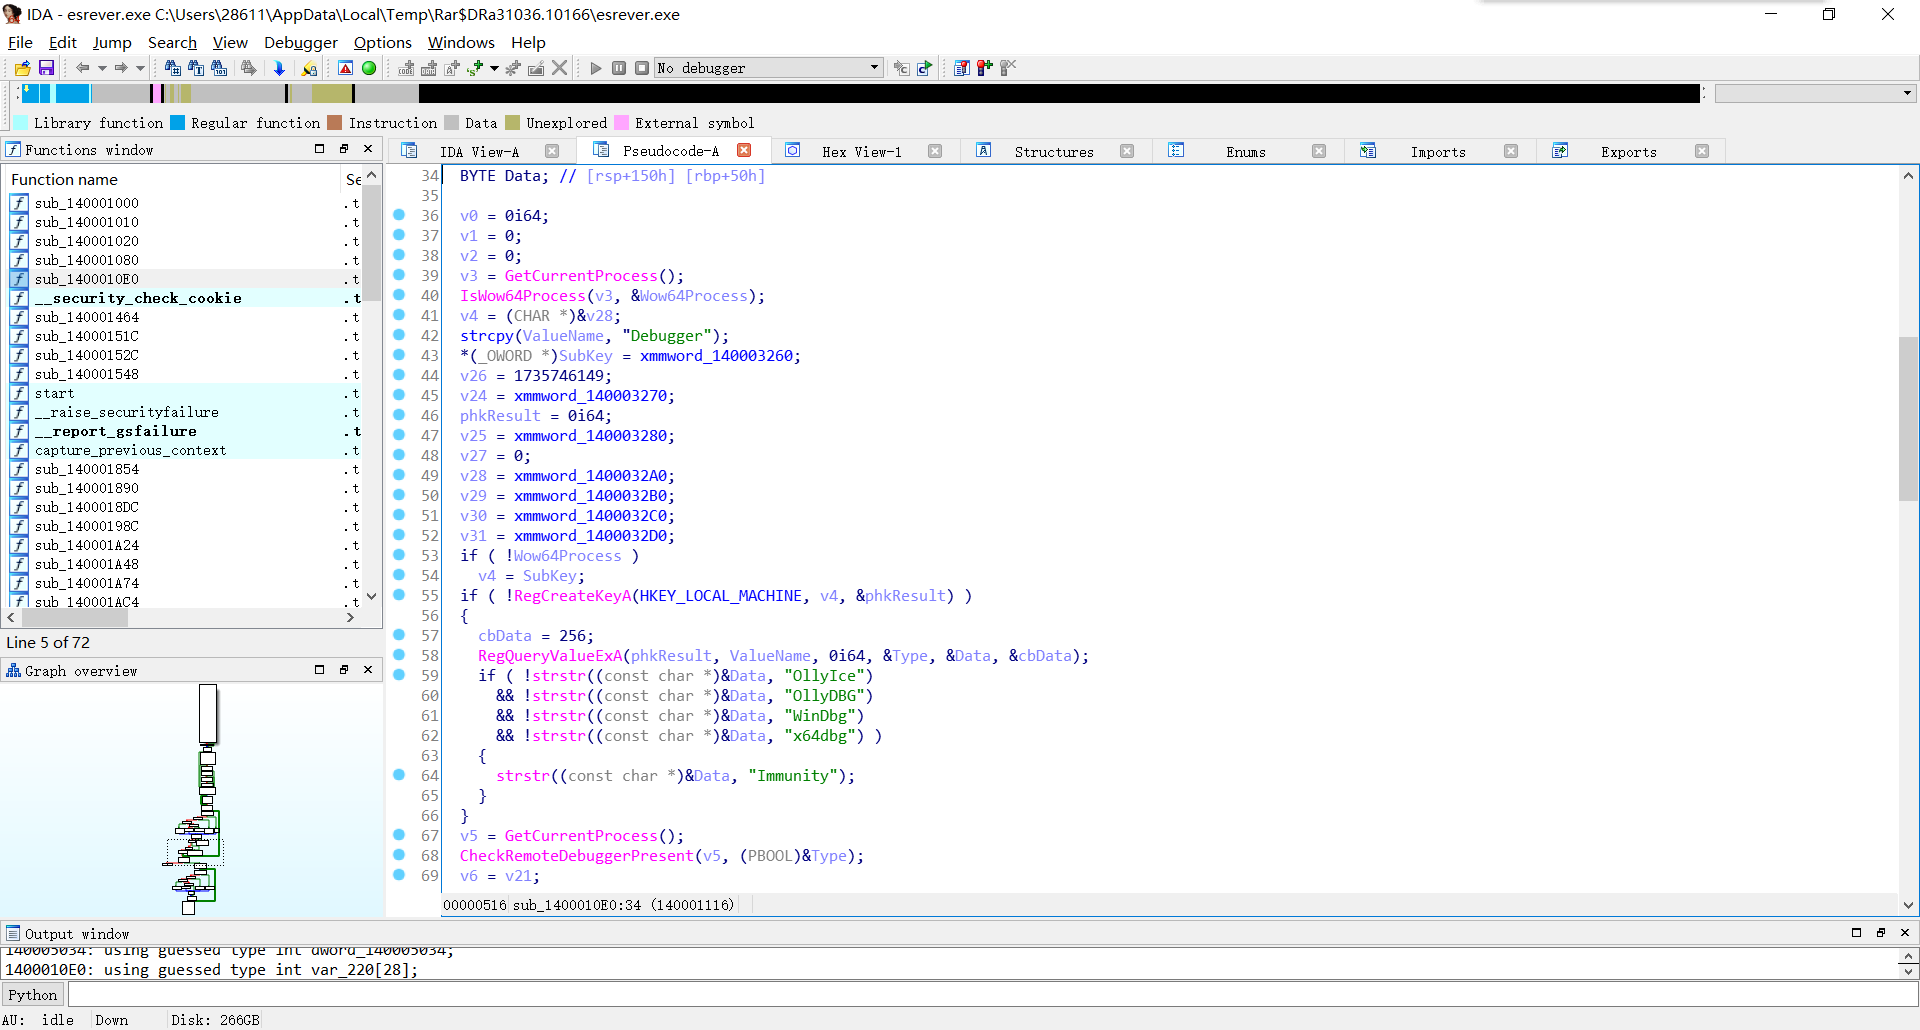 IDA - esrever.exe C:\Users\28611\AppData\Local\Temp\Rar$DRa31036.10166\esrever.exe
File Edit Jump Search View Debugger Options Windows Help
No debugger
Library function Regular function Instruction Data Unexplored External symbol
Functions window
Function name Se
sub_140001000 .t
sub_140001010 .t
sub_140001020 .t
sub_140001080 .t
sub_1400010E0 .t
__security_check_cookie .t
sub_140001464 .t
sub_14000151C .t
sub_14000152C .t
sub_140001548 .t
start .t
__raise_securityfailure .t
__report_gsfailure .t
capture_previous_context .t
sub_140001854 .t
sub_140001890 .t
sub_1400018DC .t
sub_14000198C .t
sub_140001A24 .t
sub_140001A48 .t
sub_140001A74 .t
sub_140001AC4 .t
Line 5 of 72
Graph overview
IDA View-A Pseudocode-A Hex View-1 Structures Enums Imports Exports
34 BYTE Data; // [rsp+150h] [rbp+50h]
35
36 v0 = 0i64;
37 v1 = 0;
38 v2 = 0;
39 v3 = GetCurrentProcess();
40 IsWow64Process(v3, &Wow64Process);
41 v4 = (CHAR *)&v28;
42 strcpy(ValueName, "Debugger");
43 *(_OWORD *)SubKey = xmmword_140003260;
44 v26 = 1735746149;
45 v24 = xmmword_140003270;
46 phkResult = 0i64;
47 v25 = xmmword_140003280;
48 v27 = 0;
49 v28 = xmmword_1400032A0;
50 v29 = xmmword_1400032B0;
51 v30 = xmmword_1400032C0;
52 v31 = xmmword_1400032D0;
53 if ( !Wow64Process )
54 v4 = SubKey;
55 if ( !RegCreateKeyA(HKEY_LOCAL_MACHINE, v4, &phkResult) )
56 {
57 cbData = 256;
58 RegQueryValueExA(phkResult, ValueName, 0i64, &Type, &Data, &cbData);
59 if ( !strstr((const char *)&Data, "OllyIce")
60 && !strstr((const char *)&Data, "OllyDBG")
61 && !strstr((const char *)&Data, "WinDbg")
62 && !strstr((const char *)&Data, "x64dbg") )
63 {
64 strstr((const char *)&Data, "Immunity");
65 }
66 }
67 v5 = GetCurrentProcess();
68 CheckRemoteDebuggerPresent(v5, (PBOOL)&Type);
69 v6 = v21;
00000516 sub_1400010E0:34 (140001116)
Output window
140005034: using guessed type int dword_140005034;
1400010E0: using guessed type int var_220[28];
Python
AU: idle Down Disk: 266GB